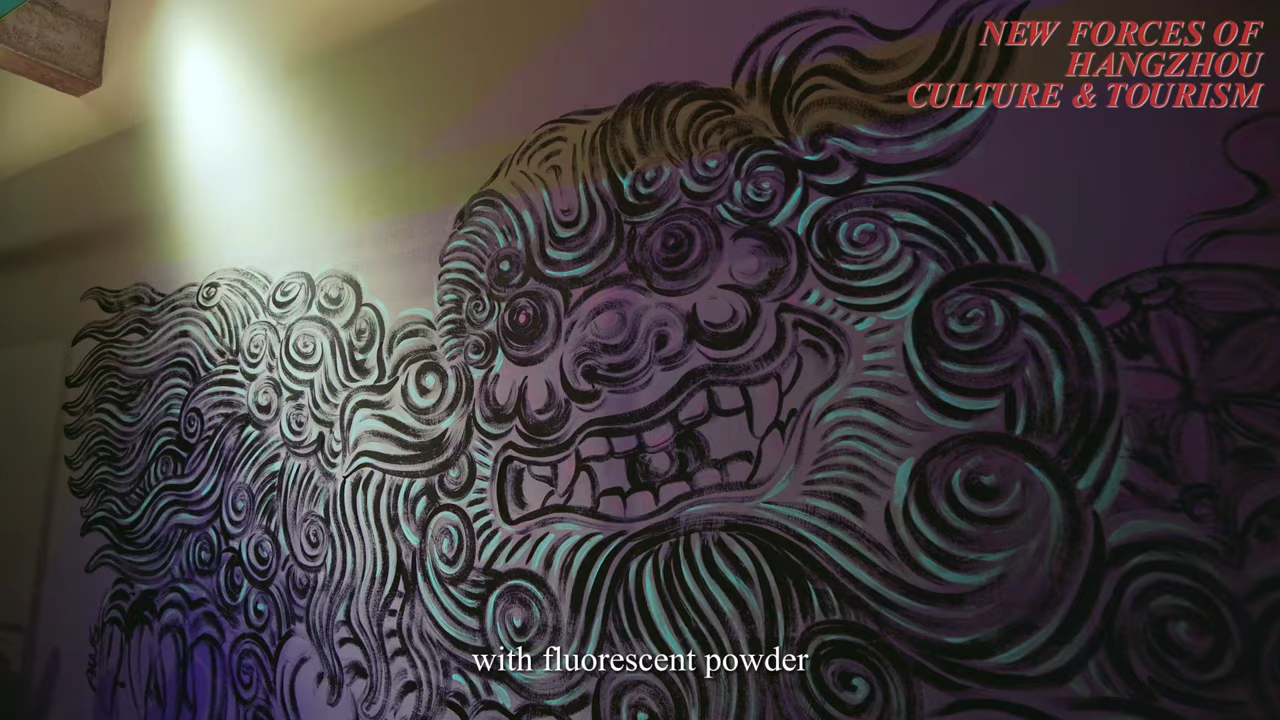 NEW FORCES OF
HANGZHOU
CULTURE & TOURISM
with fluorescent powder